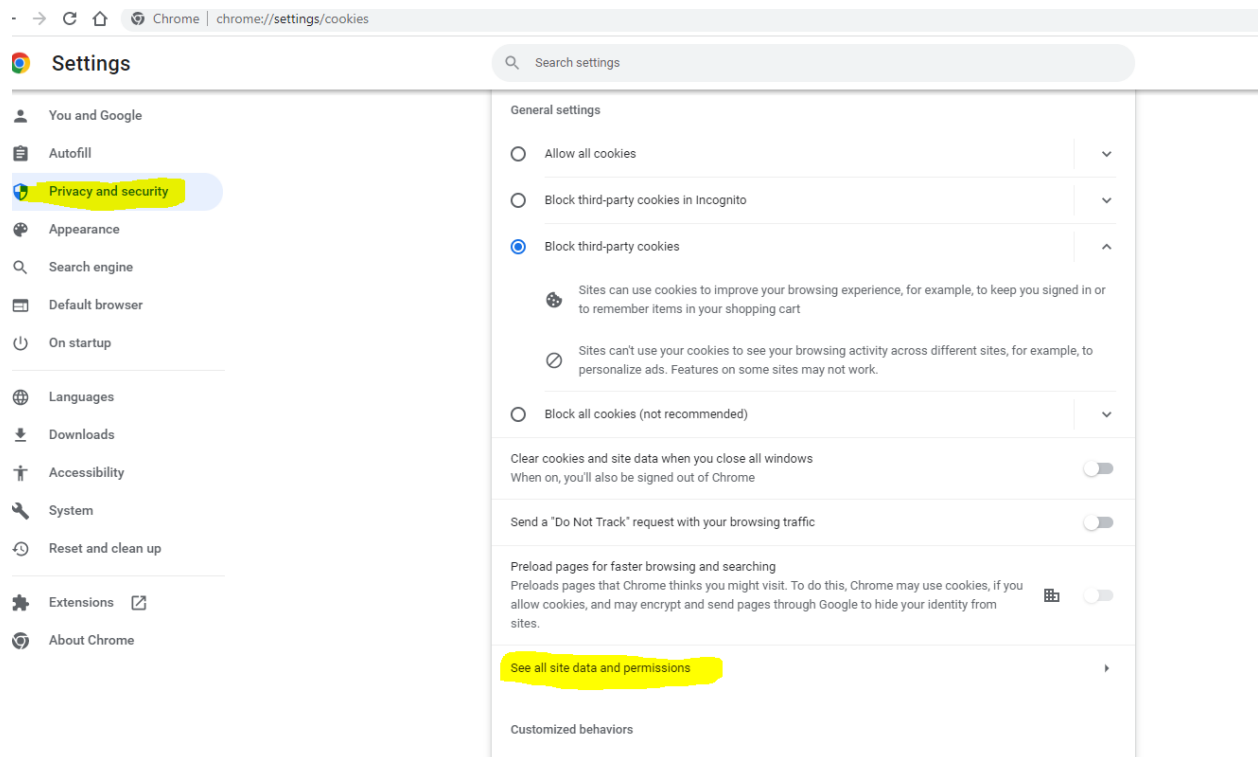 Chrome | chrome://settings/cookies
Settings
Search settings
You and Google
Autofill
Privacy and security
Appearance
Search engine
Default browser
On startup
Languages
Downloads
Accessibility
System
Reset and clean up
Extensions
About Chrome
General settings
Allow all cookies
Block third-party cookies in Incognito
Block third-party cookies
Sites can use cookies to improve your browsing experience, for example, to keep you signed in or
to remember items in your shopping cart
Sites can't use your cookies to see your browsing activity across different sites, for example, to
personalize ads. Features on some sites may not work.
Block all cookies (not recommended)
Clear cookies and site data when you close all windows
When on, you'll also be signed out of Chrome
Send a "Do Not Track" request with your browsing traffic
Preload pages for faster browsing and searching
Preloads pages that Chrome thinks you might visit. To do this, Chrome may use cookies, if you
allow cookies, and may encrypt and send pages through Google to hide your identity from
sites.
See all site data and permissions
Customized behaviors